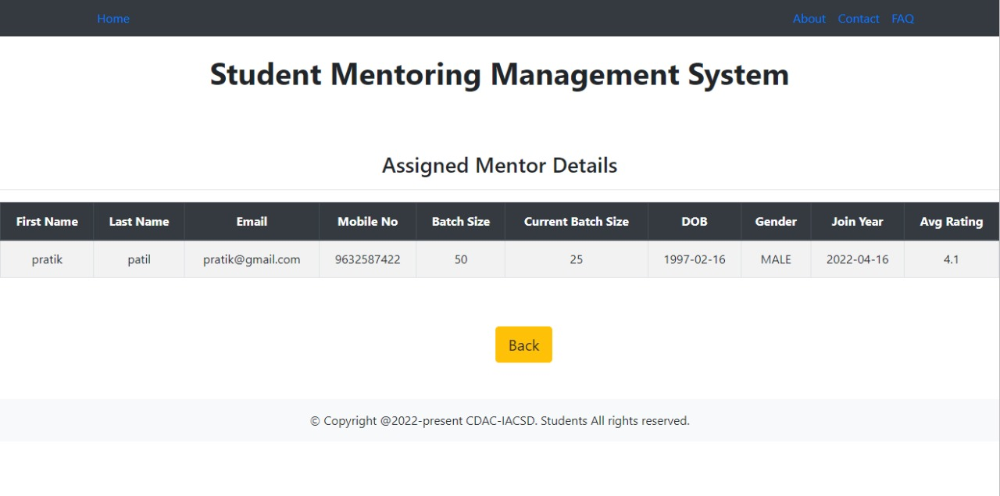 Home About Contact FAQ
Student Mentoring Management System
Assigned Mentor Details
First Name Last Name Email Mobile No Batch Size Current Batch Size DOB Gender Join Year Avg Rating
pratik patil pratik@gmail.com 9632587422 50 25 1997-02-16 MALE 2022-04-16 4.1
Back
© Copyright @2022-present CDAC-IACSD. Students All rights reserved.